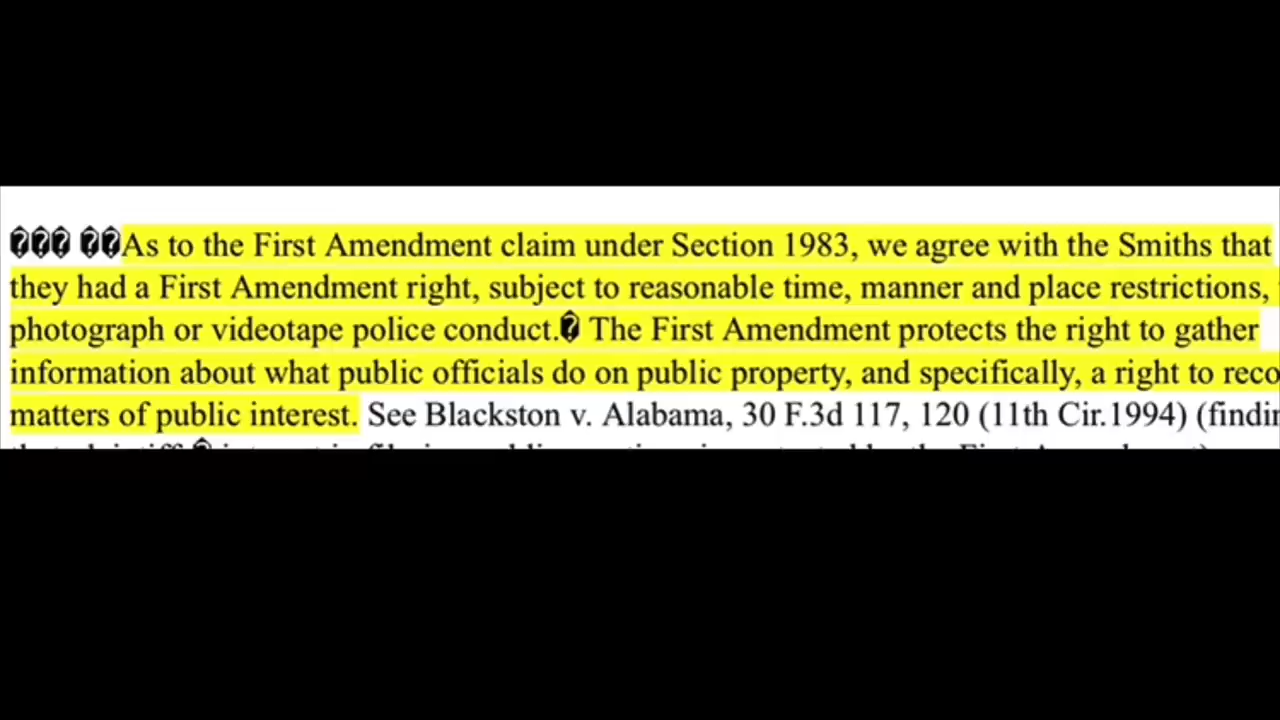 ��� ��As to the First Amendment claim under Section 1983, we agree with the Smiths that
they had a First Amendment right, subject to reasonable time, manner and place restrictions,
photograph or videotape police conduct.� The First Amendment protects the right to gather
information about what public officials do on public property, and specifically, a right to reco
matters of public interest. See Blackston v. Alabama, 30 F.3d 117, 120 (11th Cir.1994) (findin